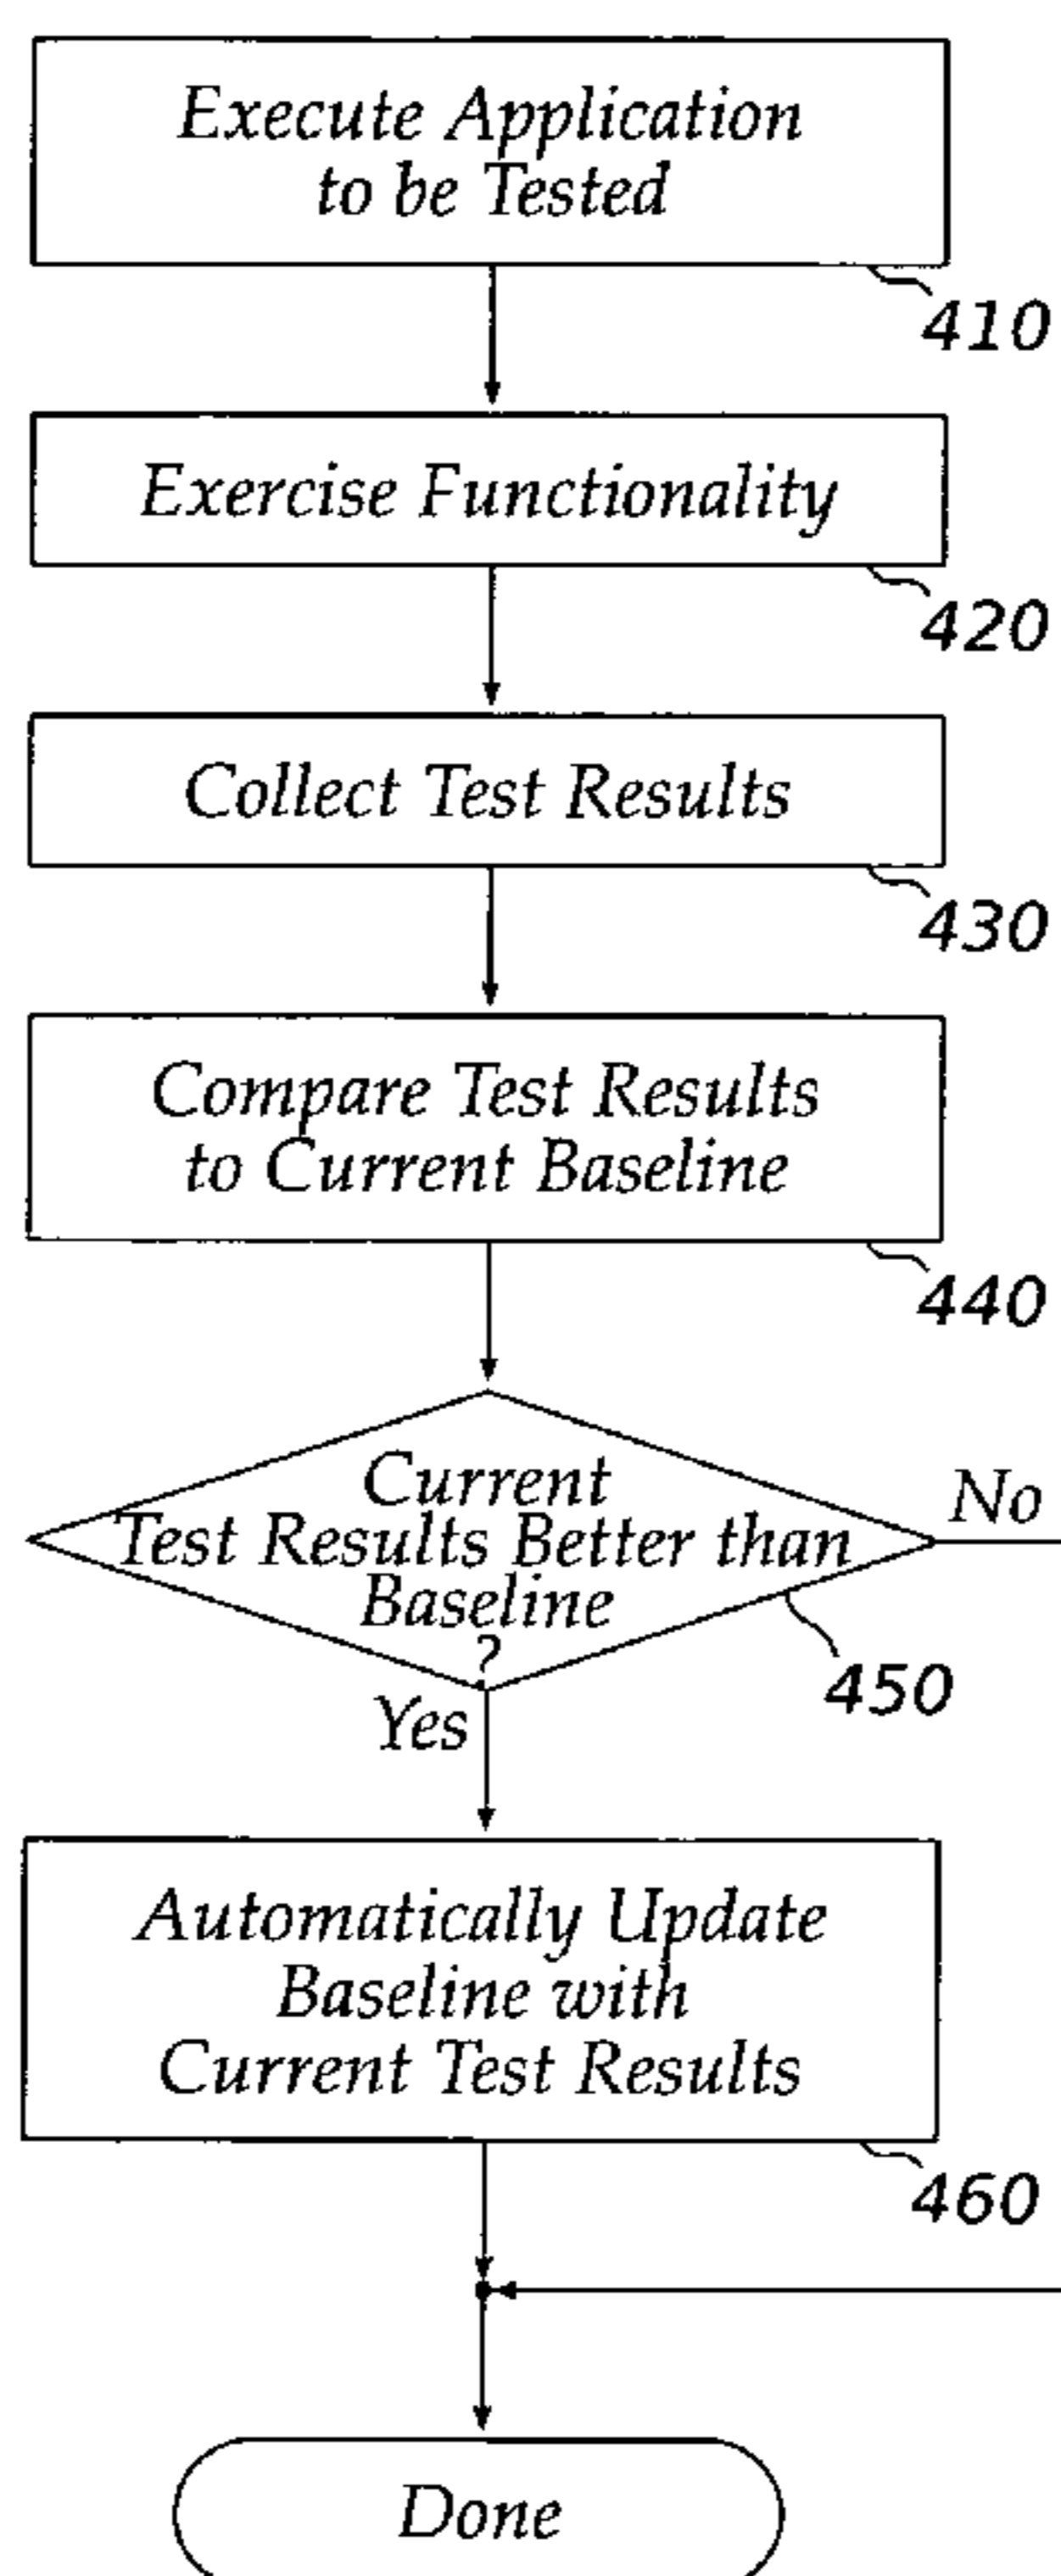 Execute Application
to be Tested
410
Exercise Functionality
420
Collect Test Results
430
Compare Test Results
to Current Baseline
440
Current
Test Results Better than
Baseline
?
No
450
Yes
Automatically Update
Baseline with
Current Test Results
460
Done